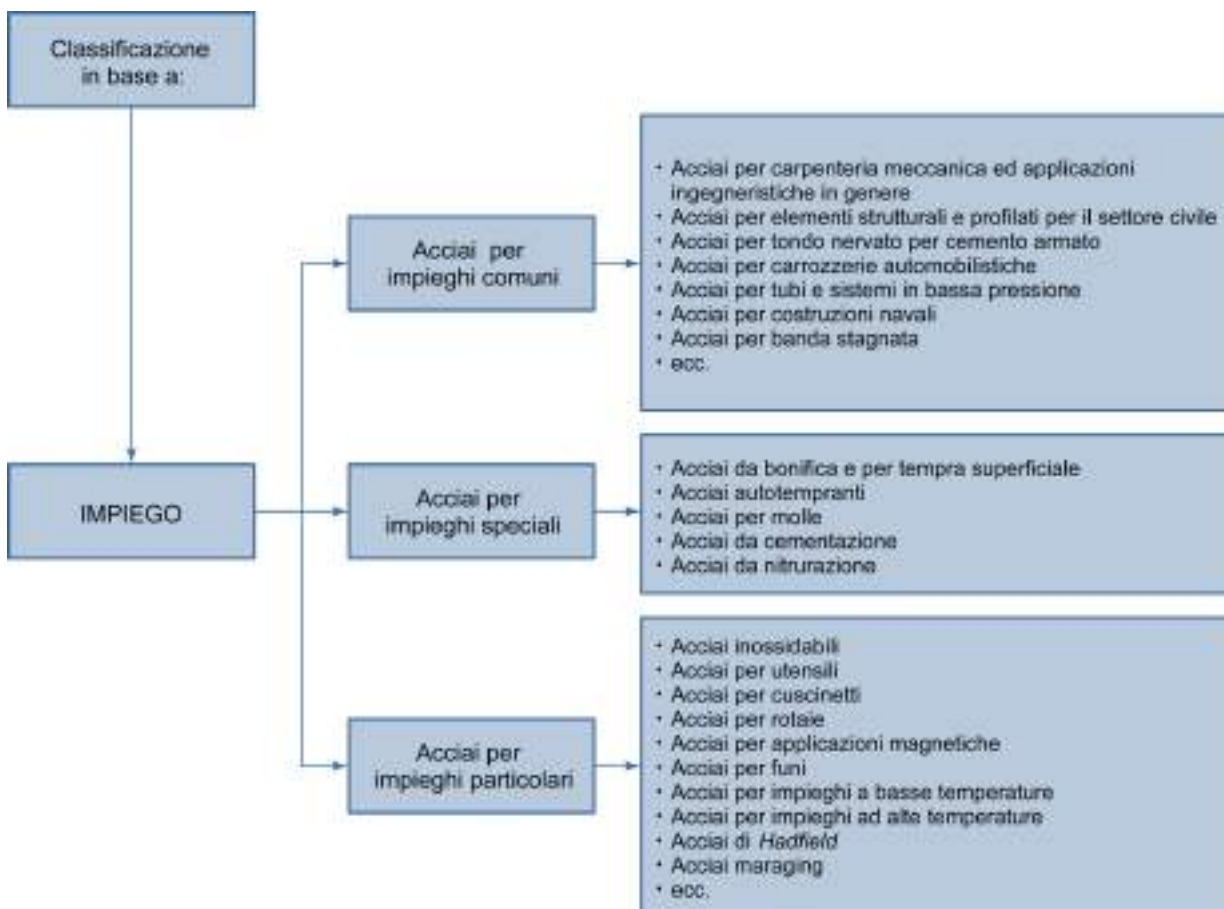 Classificazione
in base a:
IMPIEGO
Acciai per
impieghi comuni
• Acciai per carpenteria meccanica ed applicazioni
ingegneristiche in genere
• Acciai per elementi strutturali e profilati per il settore civile
• Acciai per tondo nervato per cemento armato
• Acciai per carrozzerie automobilistiche
• Acciai per tubi e sistemi in bassa pressione
• Acciai per costruzioni navali
• Acciai per banda stagnata
• ecc.
Acciai per
impieghi speciali
• Acciai da bonifica e per tempra superficiale
• Acciai autotempranti
• Acciai per molle
• Acciai da cementazione
• Acciai da nitrurazione
Acciai per
impieghi particolari
• Acciai inossidabili
• Acciai per utensili
• Acciai per cuscinetti
• Acciai per rotaie
• Acciai per applicazioni magnetiche
• Acciai per funi
• Acciai per impieghi a basse temperature
• Acciai per impieghi ad alte temperature
• Acciai di Hadfield
• Acciai maraging
• ecc.